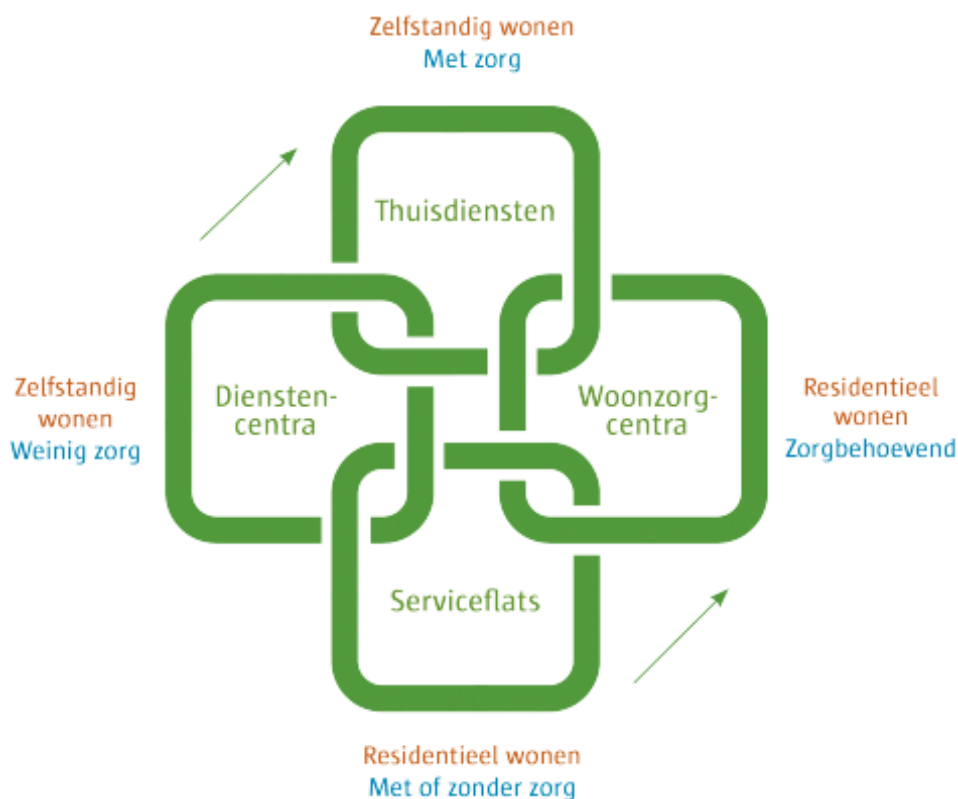 Zelfstandig wonen
Met zorg
Thuisdiensten
Zelfstandig
wonen
Weinig zorg
Diensten-
centra
Woonzorg-
centra
Residentieel
wonen
Zorgbehoevend
Serviceflats
Residentieel wonen
Met of zonder zorg